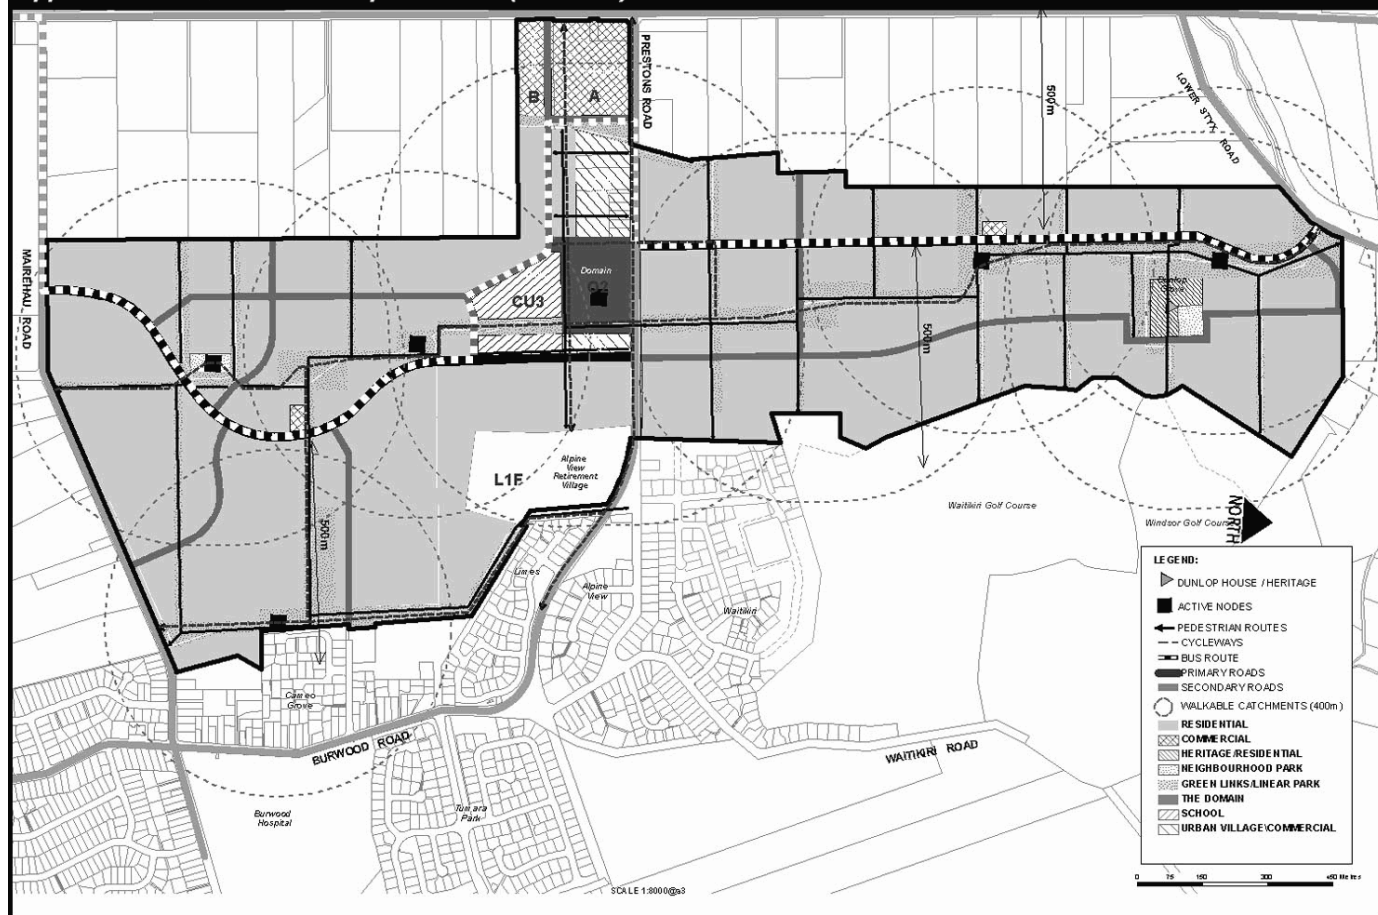 B
A
PRESTONS ROAD
500m
LOWER STYX ROAD
MAIREHAU ROAD
Domain
CU3
500m
L1F
Alpine
View
Retirement
Village
500m
Waitikiri Golf Course
Windsor Golf Course
NORTH
Limes
Alpine
View
Waitikiri
Cameo
Grove
BURWOOD ROAD
WAITIKIRI ROAD
Burwood
Hospital
Tumara
Park
LEGEND:
DUNLOP HOUSE / HERITAGE
ACTIVE NODES
PEDESTRIAN ROUTES
CYCLEWAYS
BUS ROUTE
PRIMARY ROADS
SECONDARY ROADS
WALKABLE CATCHMENTS (400m)
RESIDENTIAL
COMMERCIAL
HERITAGE/RESIDENTIAL
NEIGHBOURHOOD PARK
GREEN LINKS/LINEAR PARK
THE DOMAIN
SCHOOL
URBAN VILLAGE\COMMERCIAL
SCALE 1:8000@a3
0 75 150 300 450 Metres